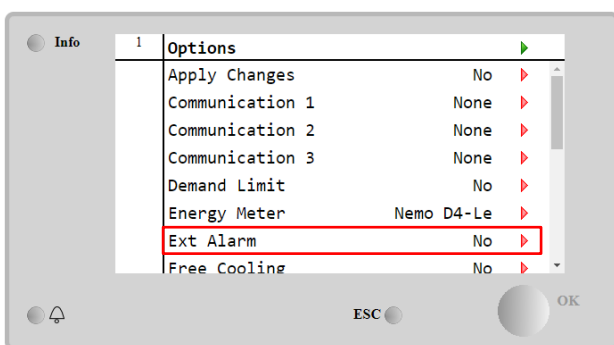 Info
1 Options
Apply Changes No
Communication 1 None
Communication 2 None
Communication 3 None
Demand Limit No
Energy Meter Nemo D4-Le
Ext Alarm No
Free Cooling No
ESC
OK